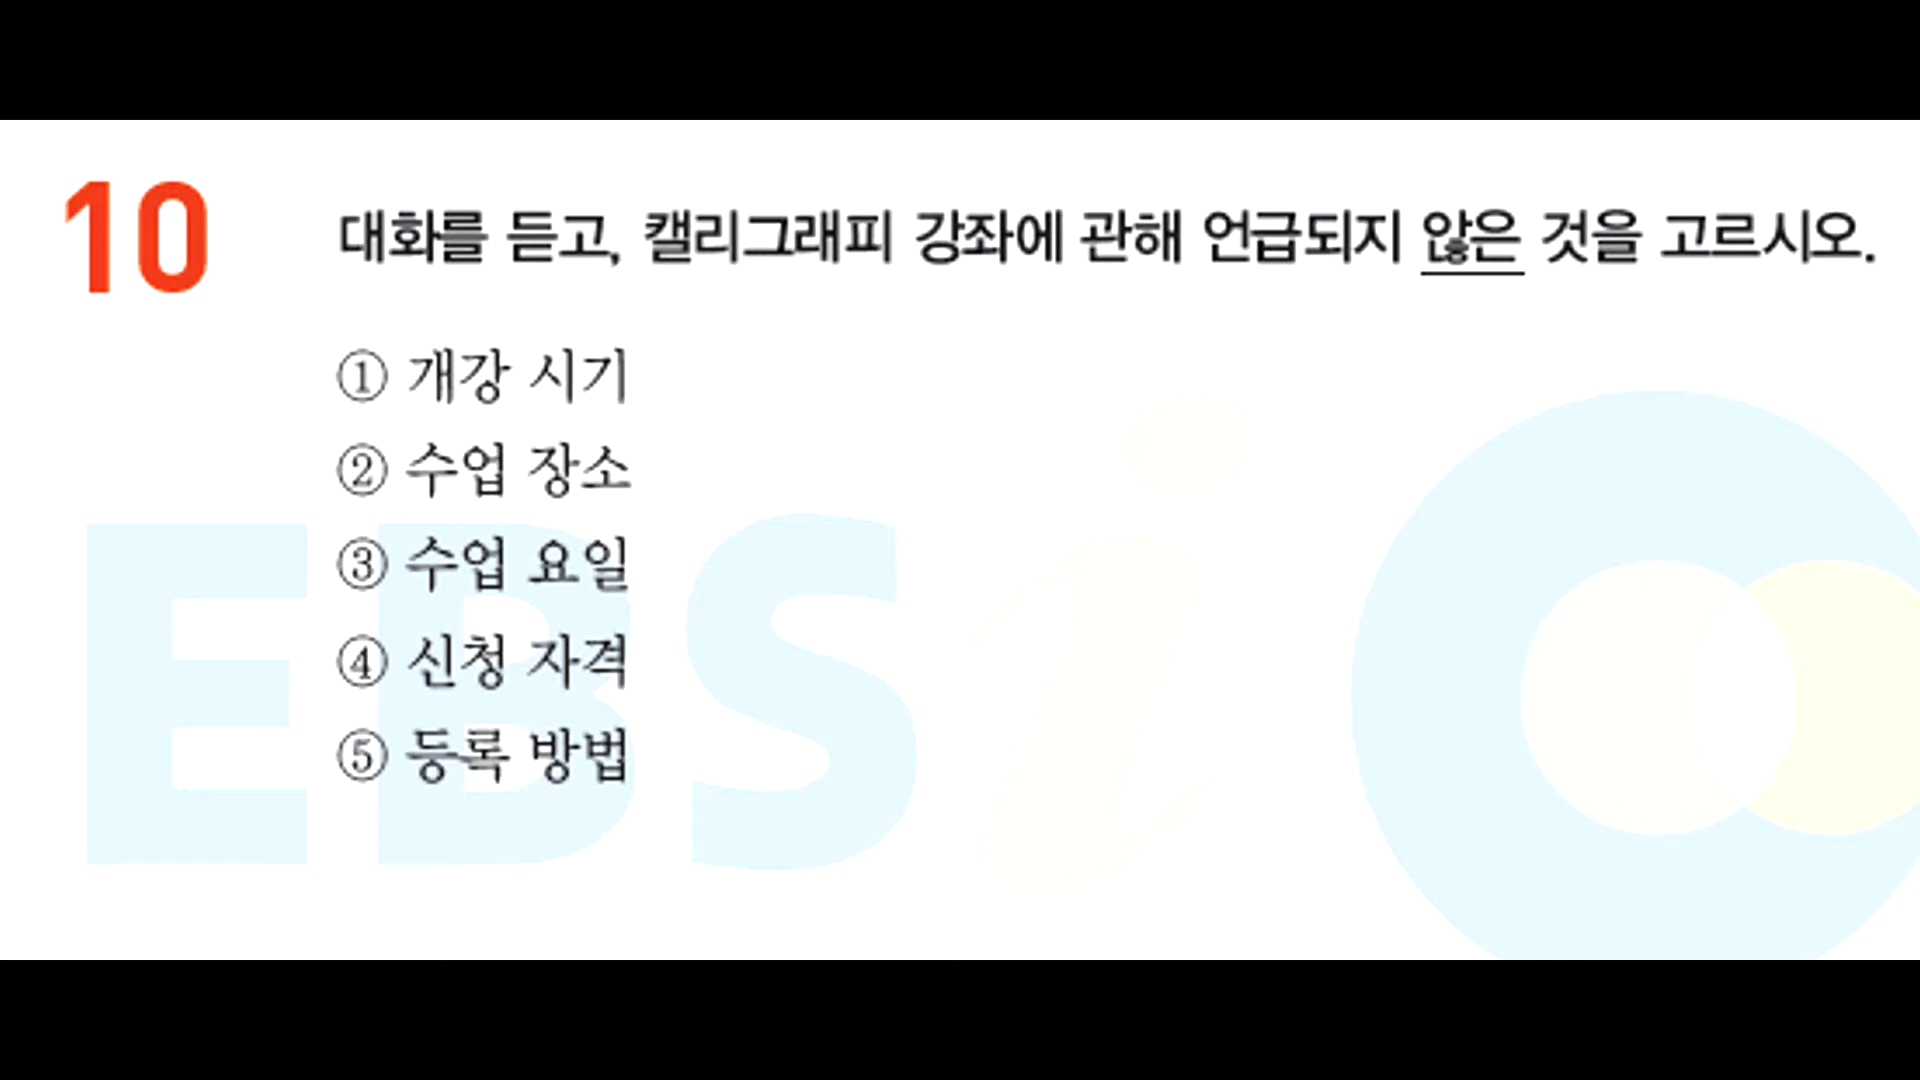 10 대화를 듣고, 캘리그래피 강좌에 관해 언급되지 않은 것을 고르시오.
① 개강 시기
② 수업 장소
③ 수업 요일
④ 신청 자격
⑤ 등록 방법
EBSi